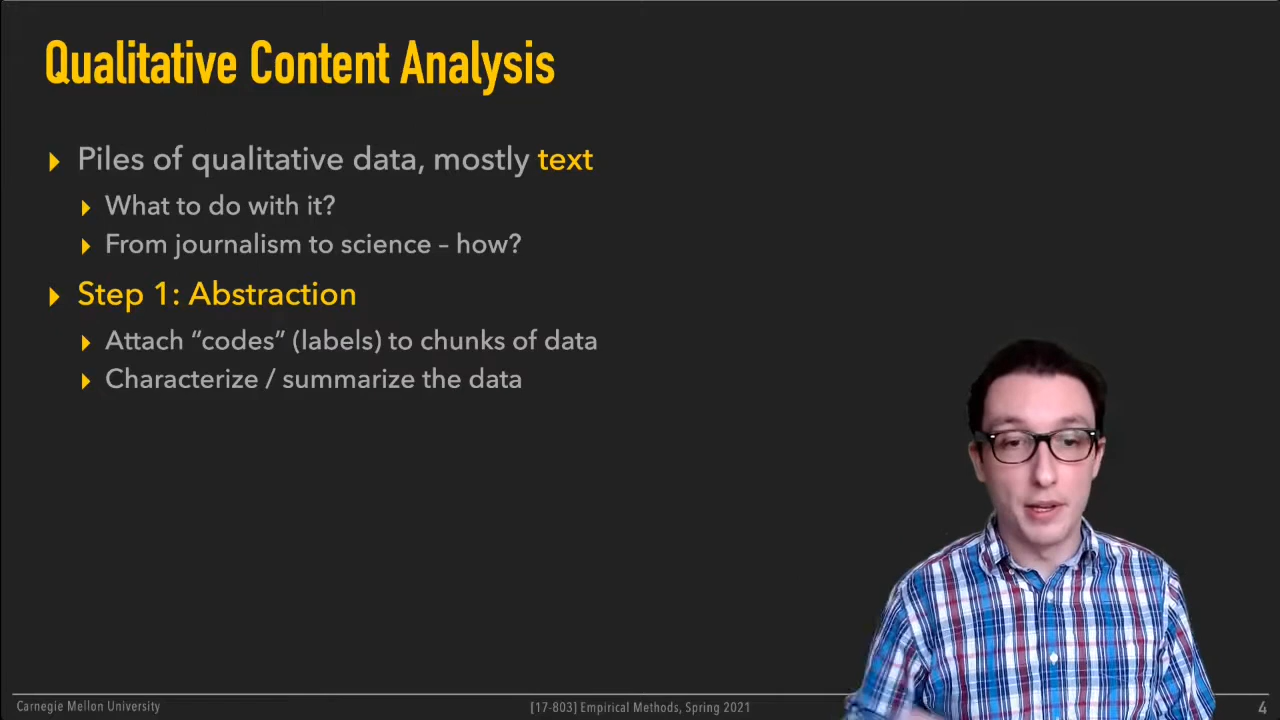 Qualitative Content Analysis
Piles of qualitative data, mostly text
What to do with it?
From journalism to science – how?
Step 1: Abstraction
Attach “codes” (labels) to chunks of data
Characterize / summarize the data
Carnegie Mellon University
[17-803] Empirical Methods, Spring 2021
4